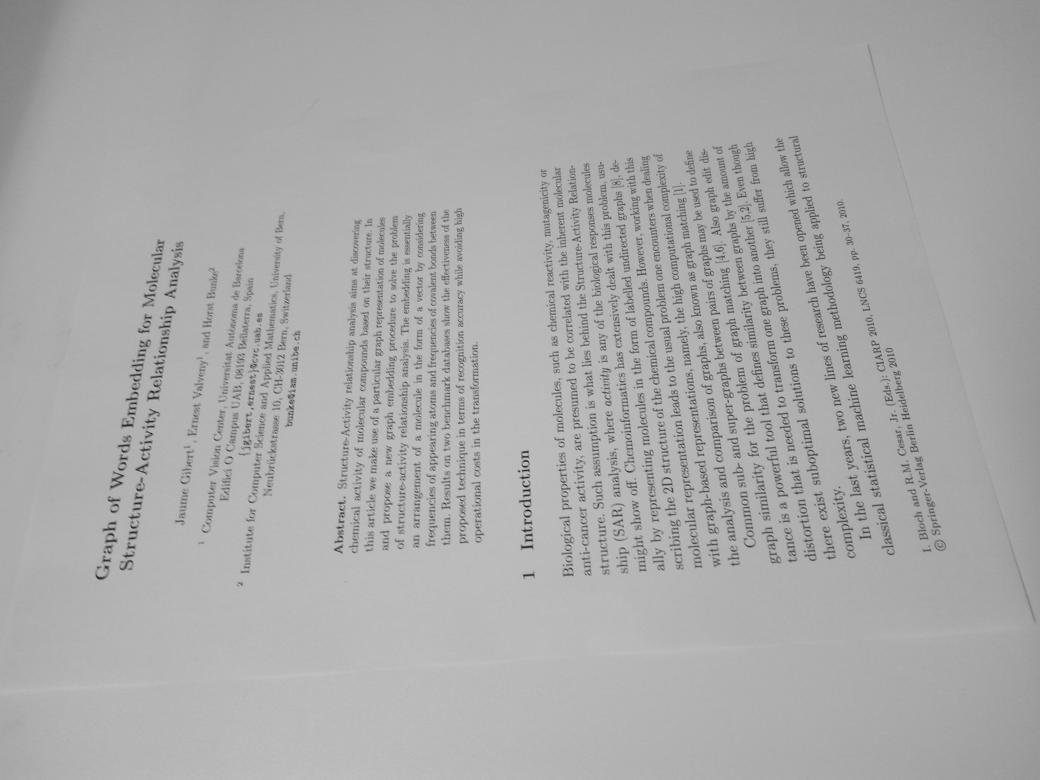 Graph of Words Embedding for Molecular
Structure-Activity Relationship Analysis
Jaume Gibert1, Ernest Valveny1, and Horst Bunke2
1 Computer Vision Center, Universitat Autònoma de Barcelona
Edifici O Campus UAB, 08193 Bellaterra, Spain
{jgibert,ernest}@cvc.uab.es
2 Institute for Computer Science and Applied Mathematics, University of Bern,
Neubrückstrasse 10, CH-3012 Bern, Switzerland
bunke@iam.unibe.ch
Abstract. Structure-Activity relationship analysis aims at discovering
chemical activity of molecular compounds based on their structure. In
this article we make use of a particular graph representation of molecules
and propose a new graph embedding procedure to solve the problem
of structure-activity relationship analysis. The embedding is essentially
an arrangement of a molecule in the form of a vector by considering
frequencies of appearing atoms and frequencies of covalent bonds between
them. Results on two benchmark databases show the effectiveness of the
proposed technique in terms of recognition accuracy while avoiding high
operational costs in the transformation.
1 Introduction
Biological properties of molecules, such as chemical reactivity, mutagenicity or
anti-cancer activity, are presumed to be correlated with the inherent molecular
structure. Such assumption is what lies behind the Structure-Activity Relation-
ship (SAR) analysis, where activity is any of the biological responses molecules
might show off. Chemoinformatics has extensively dealt with this problem, usu-
ally by representing molecules in the form of labelled undirected graphs [8], de-
scribing the 2D structure of the chemical compounds. However, working with this
molecular representation leads to the usual problem one encounters when dealing
with graph-based representations, namely, the high computational complexity of
the analysis and comparison of graphs, also known as graph matching [1].
Common sub- and super-graphs between pairs of graphs may be used to define
graph similarity for the problem of graph matching [4,6]. Also graph edit dis-
tance is a powerful tool that defines similarity between graphs by the amount of
distortion that is needed to transform one graph into another [5,2]. Even though
there exist suboptimal solutions to these problems, they still suffer from high
complexity.
In the last years, two new lines of research have been opened which allow the
classical statistical machine learning methodology being applied to structural
I. Bloch and R.M. Cesar, Jr. (Eds.): CIARP 2010, LNCS 6419, pp. 30–37, 2010.
© Springer-Verlag Berlin Heidelberg 2010